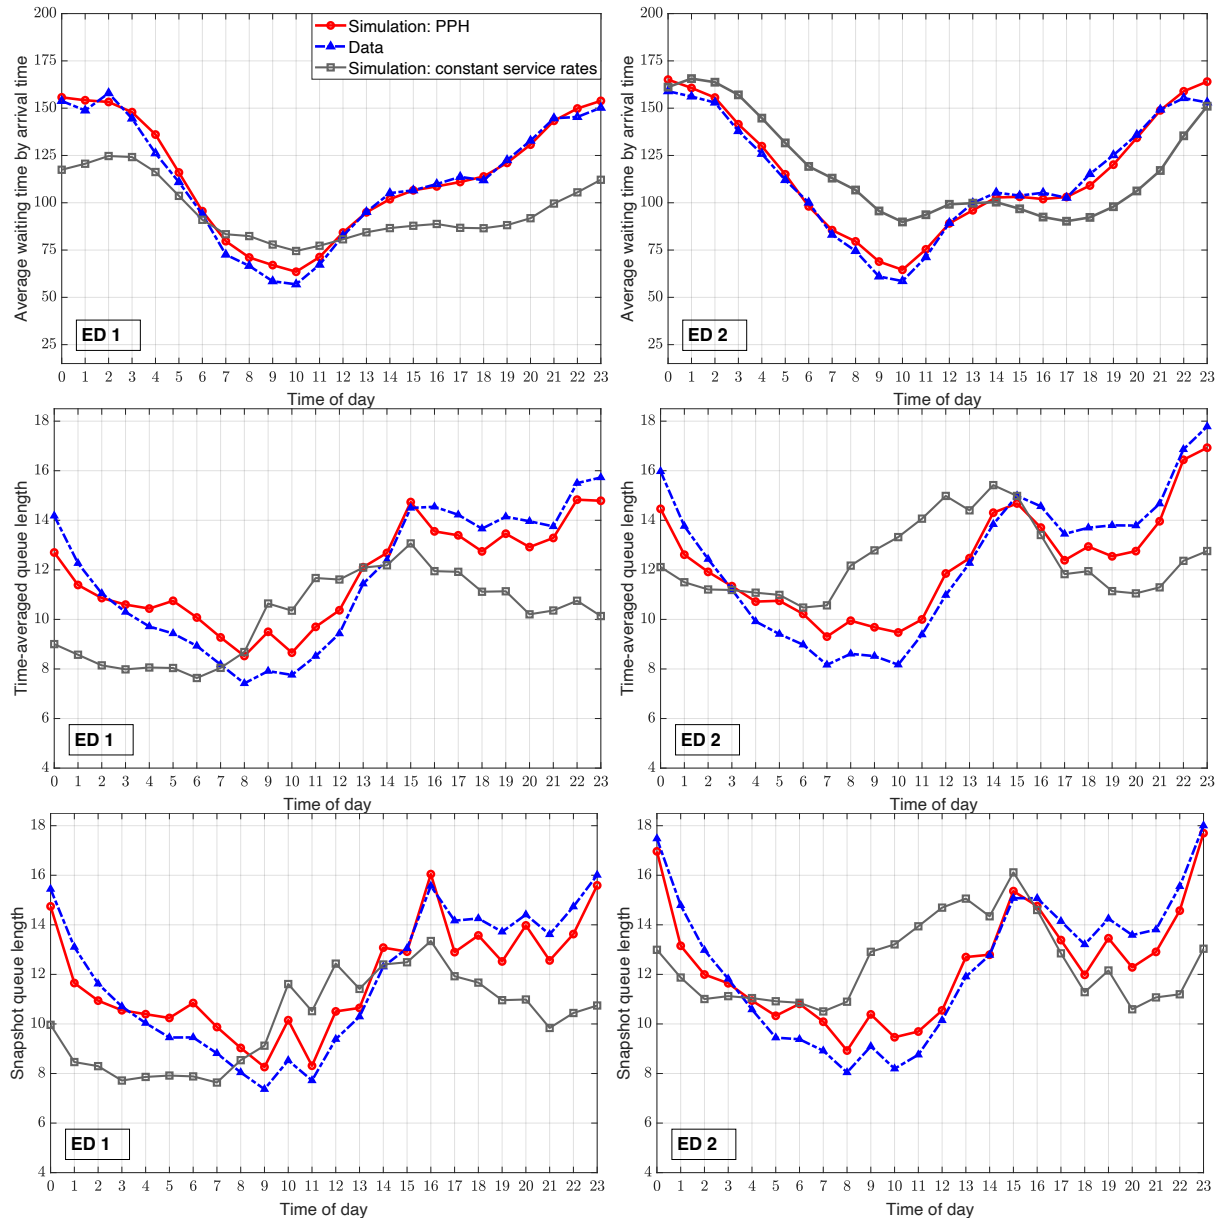 Simulation: PPH
Data
Simulation: constant service rates
Average waiting time by arrival time
200
175
150
125
100
75
50
25
ED 1
0 1 2 3 4 5 6 7 8 9 10 11 12 13 14 15 16 17 18 19 20 21 22 23
Time of day
Average waiting time by arrival time
200
175
150
125
100
75
50
25
ED 2
0 1 2 3 4 5 6 7 8 9 10 11 12 13 14 15 16 17 18 19 20 21 22 23
Time of day
Time-averaged queue length
18
16
14
12
10
8
6
4
ED 1
0 1 2 3 4 5 6 7 8 9 10 11 12 13 14 15 16 17 18 19 20 21 22 23
Time of day
Time-averaged queue length
18
16
14
12
10
8
6
4
ED 2
0 1 2 3 4 5 6 7 8 9 10 11 12 13 14 15 16 17 18 19 20 21 22 23
Time of day
Snapshot queue length
18
16
14
12
10
8
6
4
ED 1
0 1 2 3 4 5 6 7 8 9 10 11 12 13 14 15 16 17 18 19 20 21 22 23
Time of day
Snapshot queue length
18
16
14
12
10
8
6
4
ED 2
0 1 2 3 4 5 6 7 8 9 10 11 12 13 14 15 16 17 18 19 20 21 22 23
Time of day